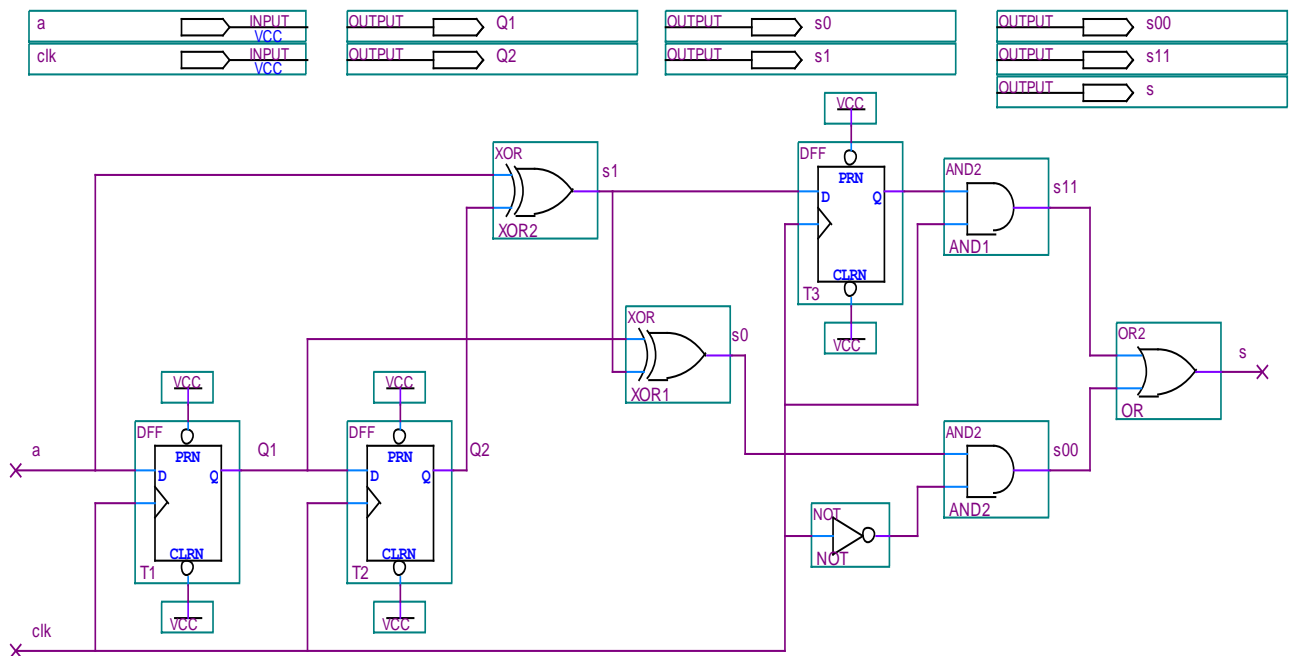 a INPUT VCC OUTPUT Q1 OUTPUT s0 OUTPUT s00
clk INPUT VCC OUTPUT Q2 OUTPUT s1 OUTPUT s11
OUTPUT s
VCC
XOR s1 DFF AND2
PRN
D Q s11
XOR2 AND1
CLRN
T3
XOR s0
VCC
OR2
s
VCC VCC
XOR1
OR
a DFF Q1 DFF Q2 AND2
PRN PRN s00
D Q D Q
AND2
NOT
CLRN CLRN NOT
T1 T2
VCC VCC
clk